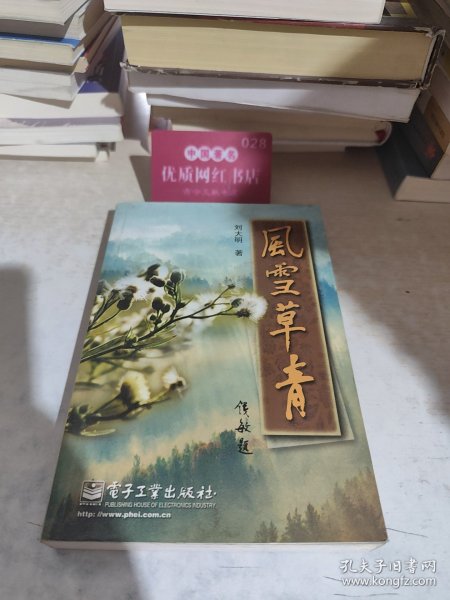 028
中国著名
优质网红书店
刘大明 著
風雪草青
侯敏题
電子工業出版社
PUBLISHING HOUSE OF ELECTRONICS INDUSTRY
http://www.phei.com.cn
孔夫子旧书网
www.kongfz.com